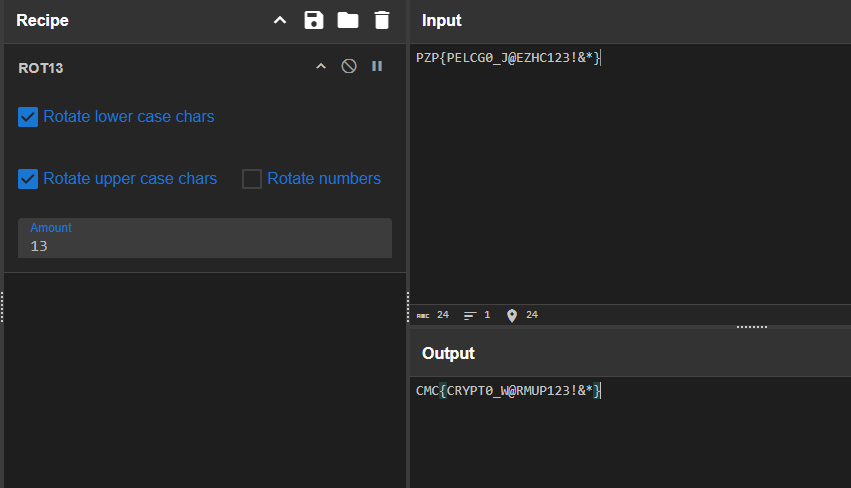 Recipe
ROT13
Rotate lower case chars
Rotate upper case chars
Rotate numbers
Amount
13
Input
PZP{PELCG0_J@EZHC123!&*}
ABC 24 1 24
Output
CMC{CRYPT0_W@RMUP123!&*}